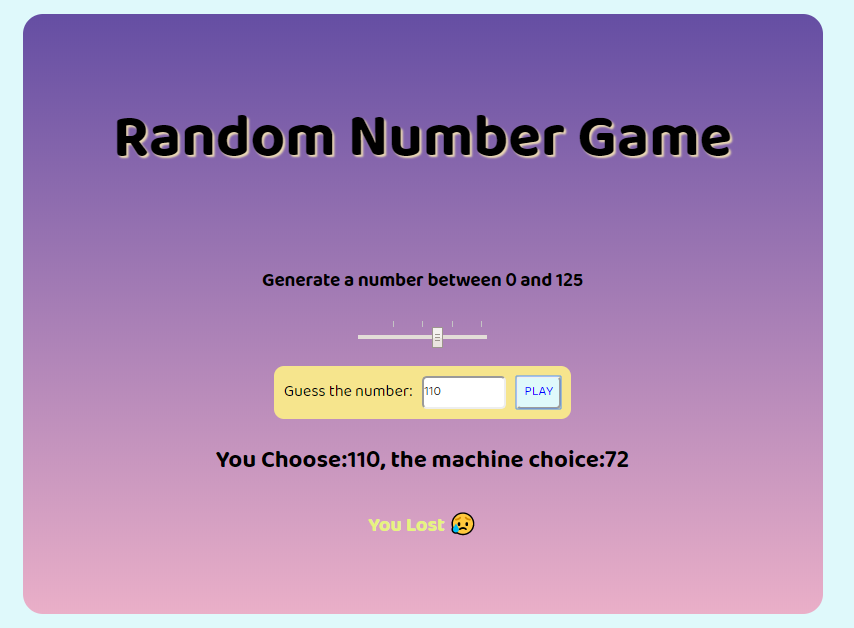 Random Number Game
Generate a number between 0 and 125
Guess the number: 110 PLAY
You Choose:110, the machine choice:72
You Lost 😥